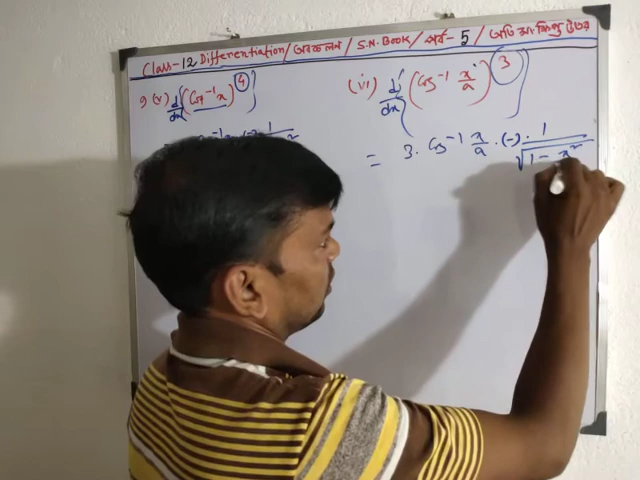 Class-12 Differentiation/অবকলন/S.N. Book/পর্ব-5/অতি সংক্ষিপ্ত উত্তর
9 (v) d/dx {(Cos⁻¹x)⁴}
(vi) d/dx {(Cos⁻¹ x/a)³}
= 3. Cos⁻¹ x/a . (-) . 1/√1 - x²